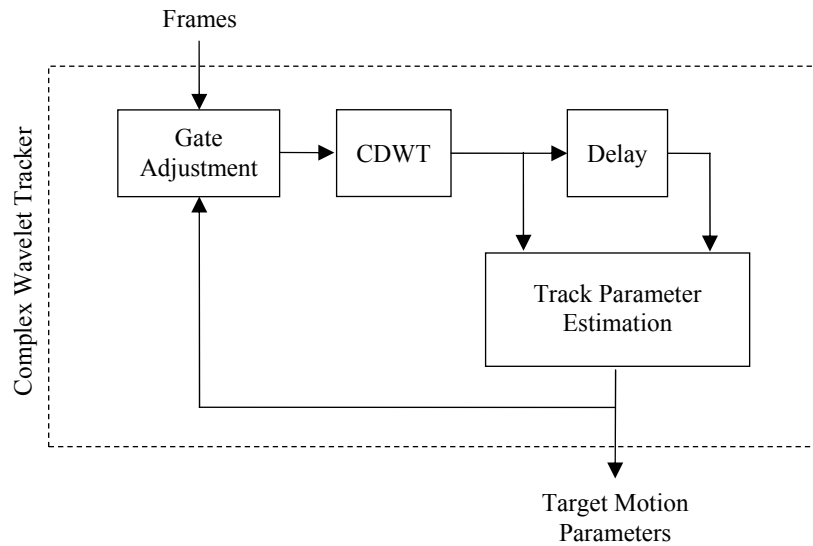 Frames
Complex Wavelet Tracker
Gate
Adjustment
CDWT
Delay
Track Parameter
Estimation
Target Motion
Parameters